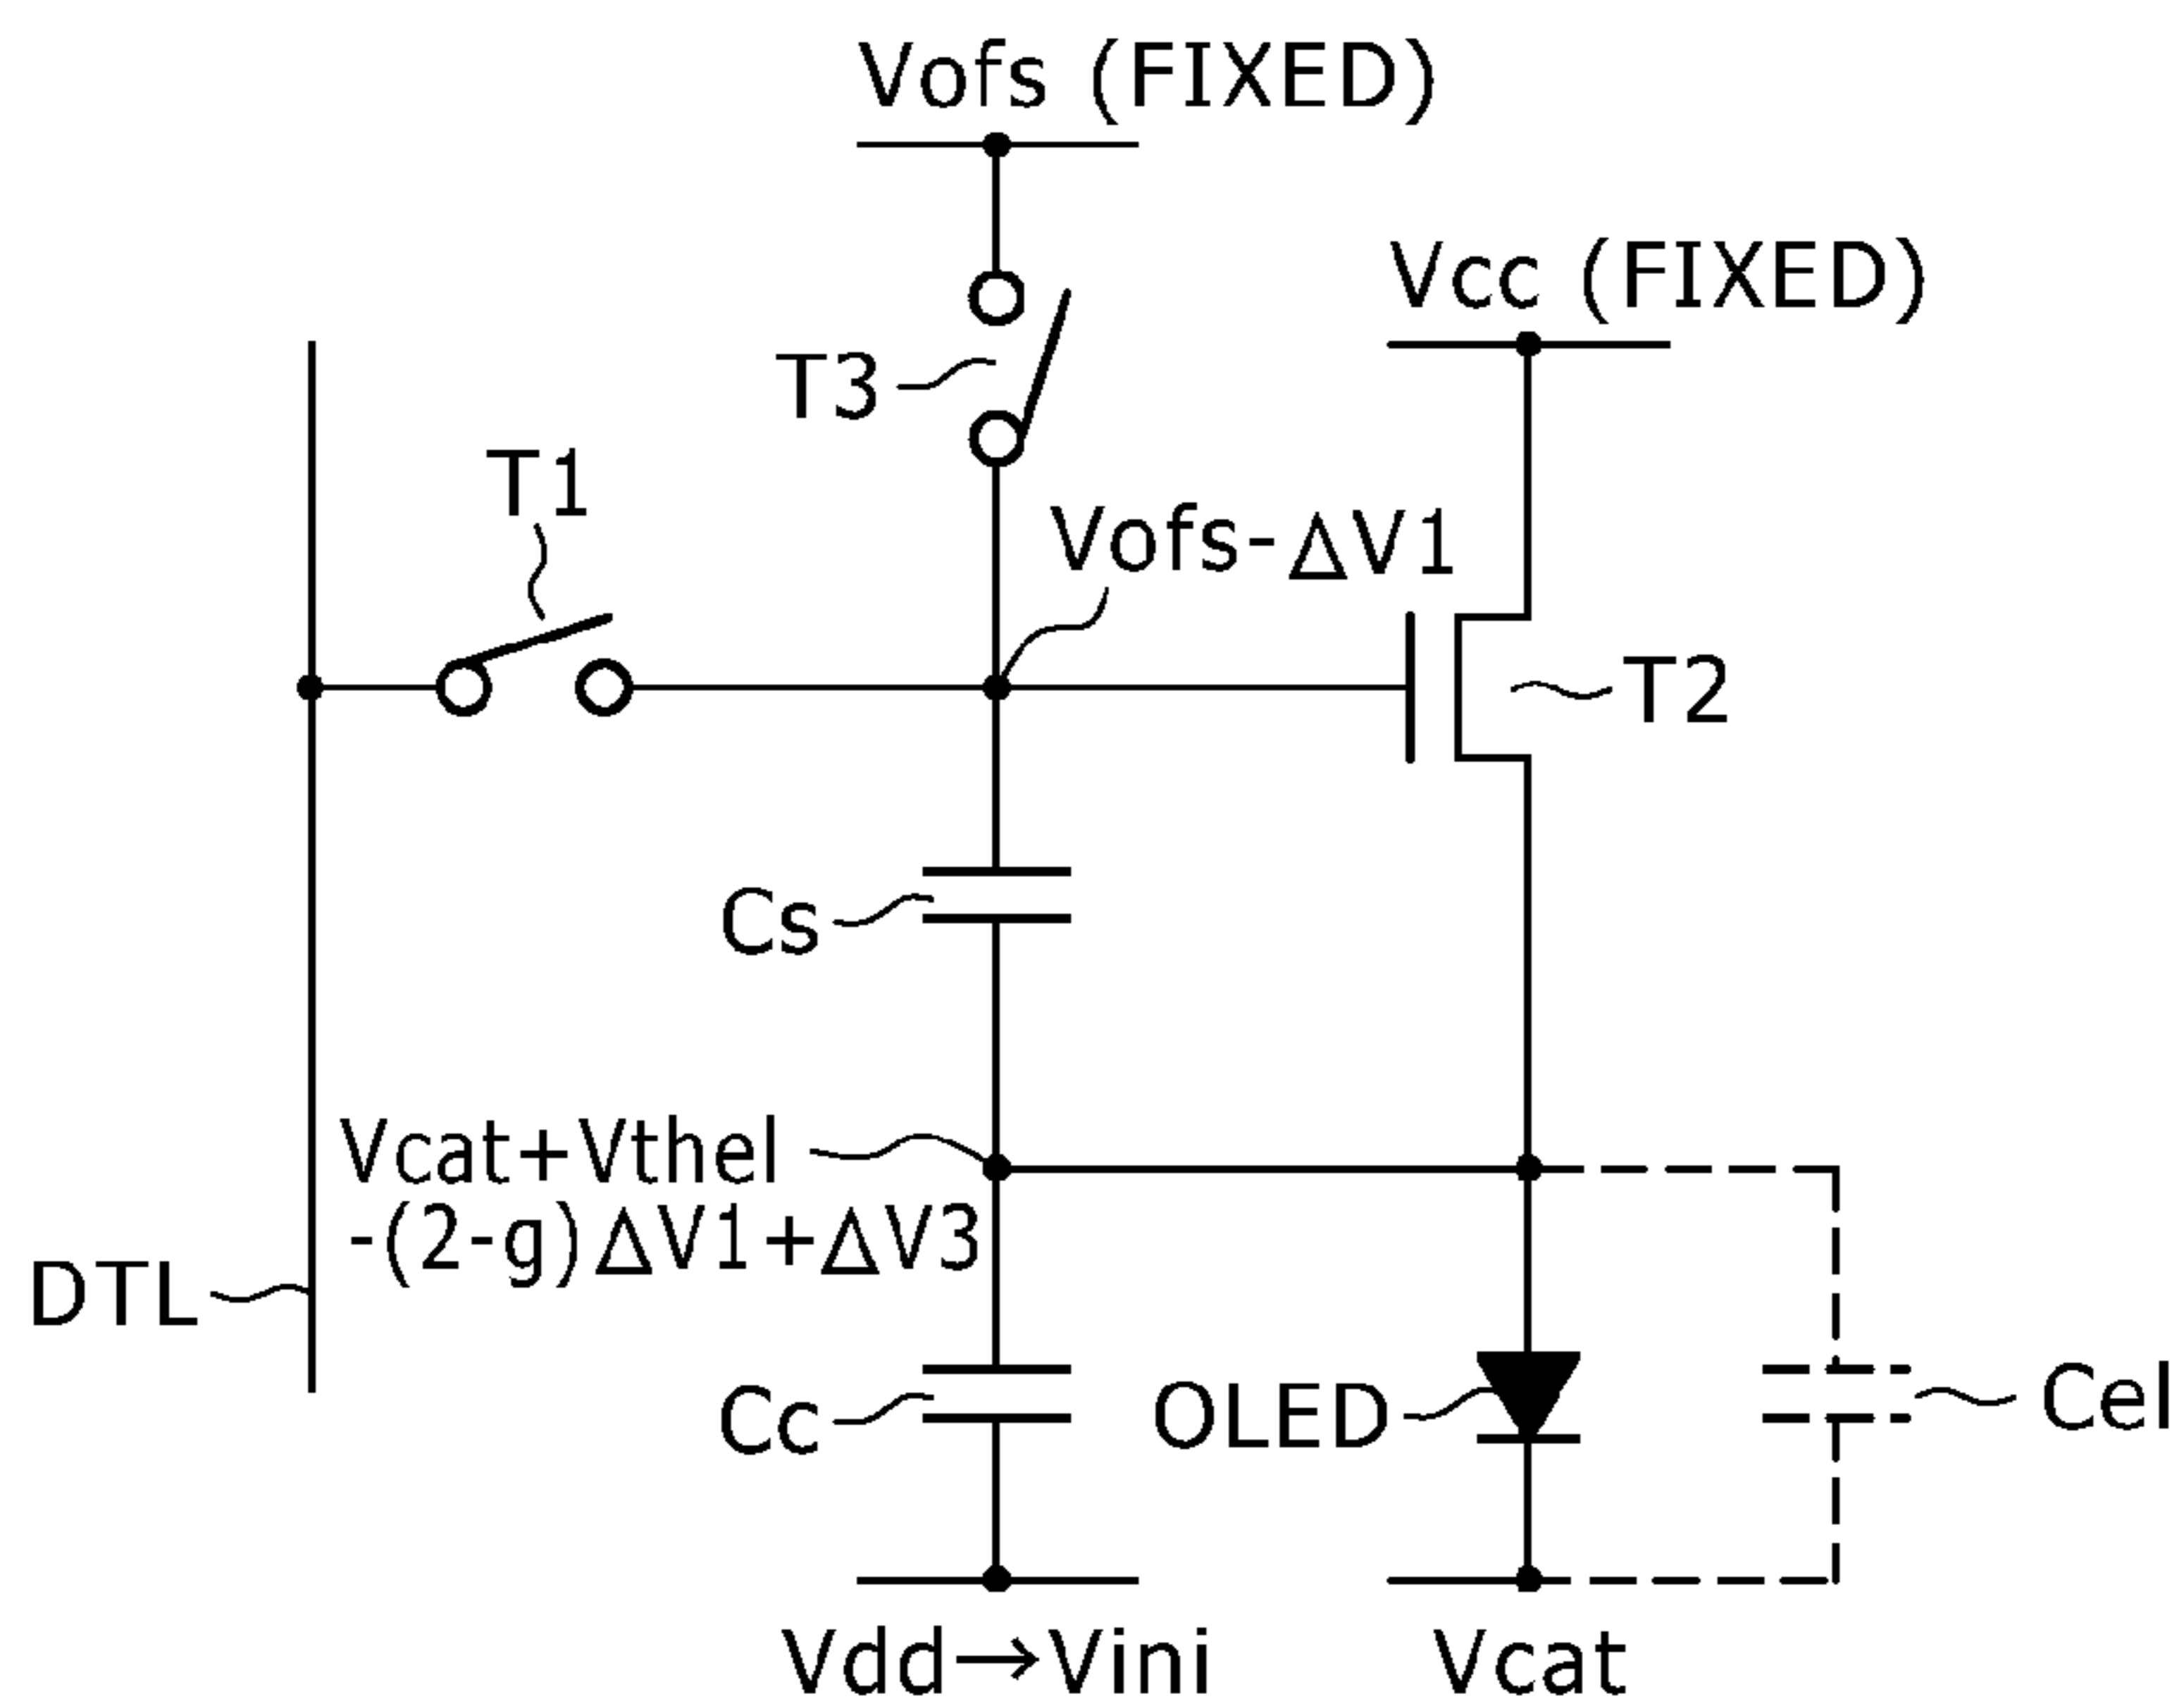 Vofs (FIXED)
Vcc (FIXED)
T3
T1
Vofs-ΔV1
T2
Cs
Vcat+Vthel
-(2-g)ΔV1+ΔV3
DTL
Cc
OLED
Cel
Vdd→Vini
Vcat